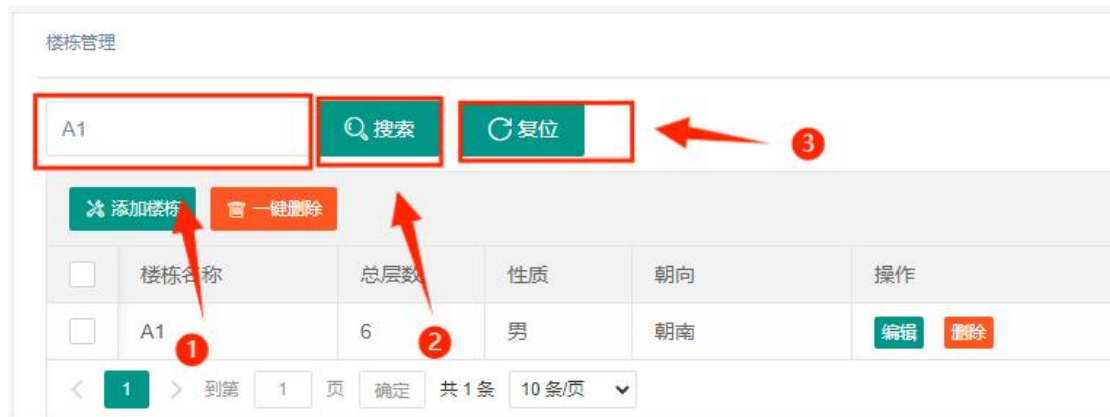 楼栋管理
A1 搜索 复位 3
添加楼栋 一键删除
楼栋名称 总层数 性质 朝向 操作
A1 6 男 朝南 编辑 删除
1 2
< 1 > 到第 1 页 确定 共 1 条 10 条/页